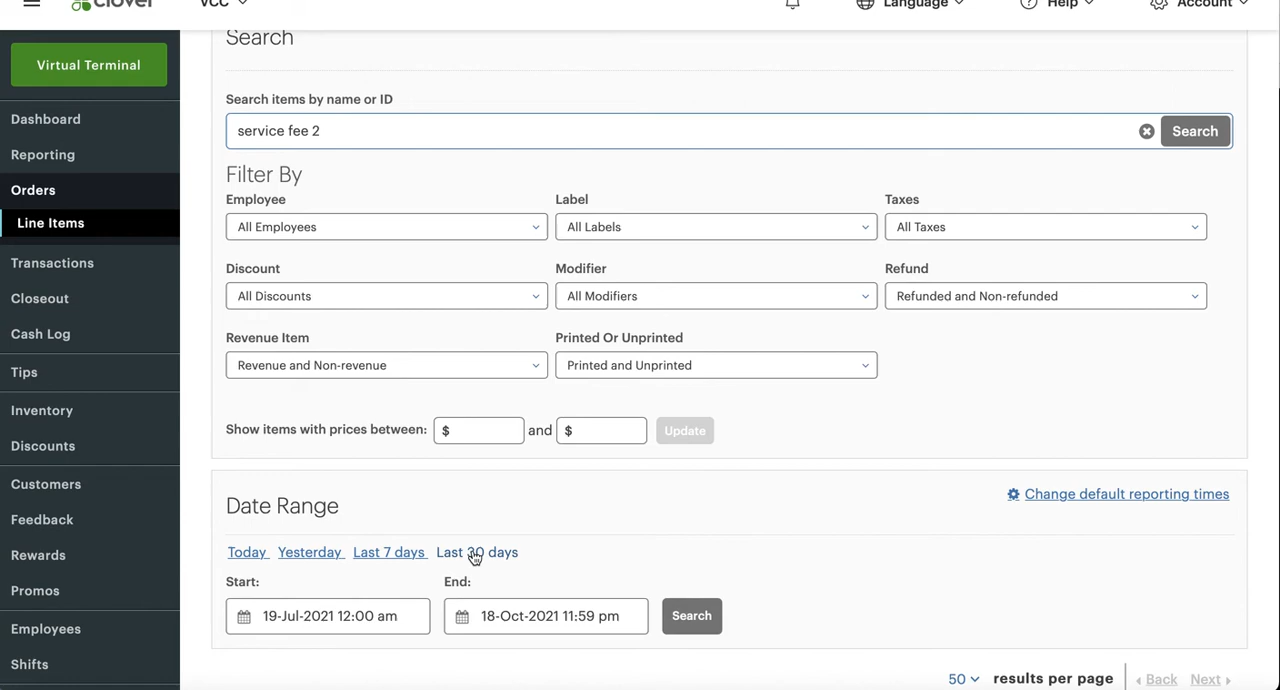 clover
VCC
Language
Help
Account
Virtual Terminal
Dashboard
Reporting
Orders
Line Items
Transactions
Closeout
Cash Log
Tips
Inventory
Discounts
Customers
Feedback
Rewards
Promos
Employees
Shifts
Search
Search items by name or ID
service fee 2
Search
Filter By
Employee Label Taxes
All Employees All Labels All Taxes
Discount Modifier Refund
All Discounts All Modifiers Refunded and Non-refunded
Revenue Item Printed Or Unprinted
Revenue and Non-revenue Printed and Unprinted
Show items with prices between: $ and $ Update
Date Range
Change default reporting times
Today Yesterday Last 7 days Last 30 days
Start: End:
19-Jul-2021 12:00 am 18-Oct-2021 11:59 pm Search
50 results per page Back Next